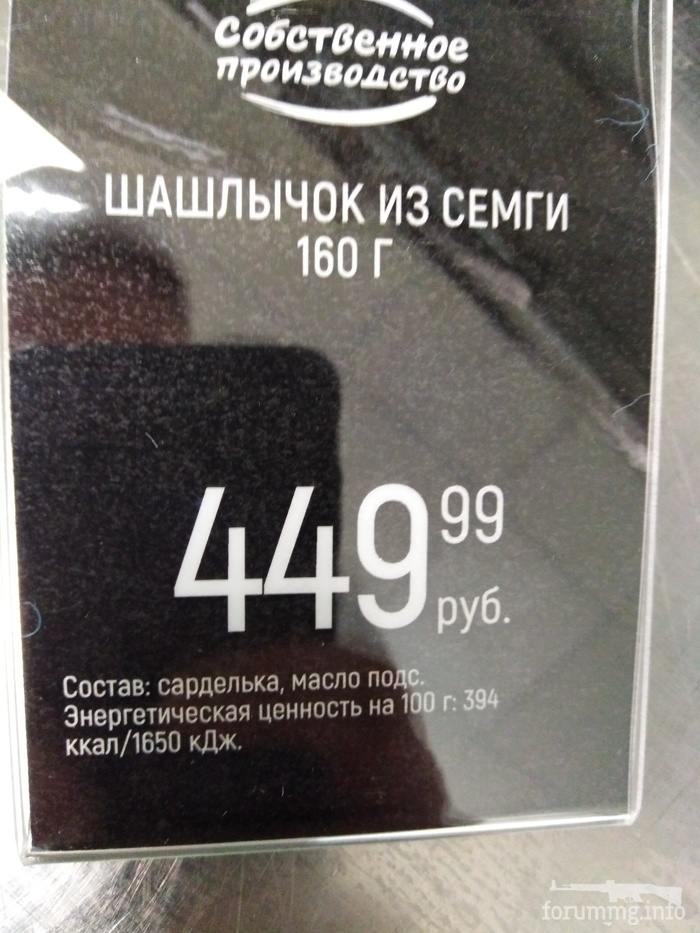 Собственное
производство
ШАШЛЫЧОК ИЗ СЕМГИ
160 Г
449 99
руб.
Состав: сарделька, масло подс.
Энергетическая ценность на 100 г: 394
ккал/1650 кДж.
forummg.info